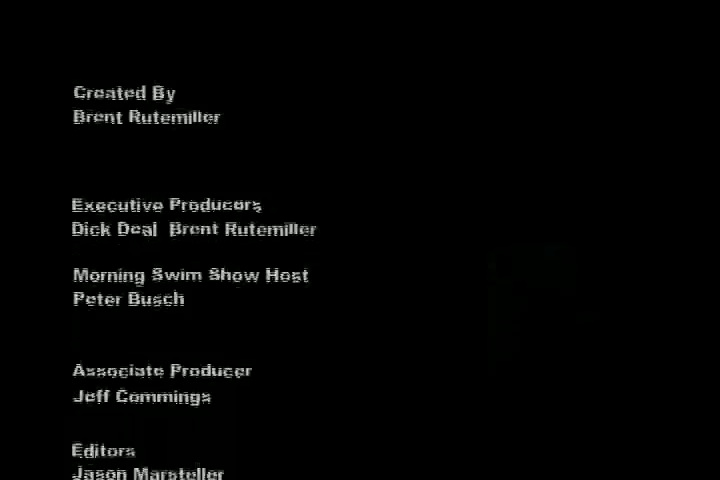 Created By
Brent Rutemiller
Executive Producers
Dick Deal Brent Rutemiller
Morning Swim Show Host
Peter Busch
Associate Producer
Jeff Commings
Editors
Jason Marsteller